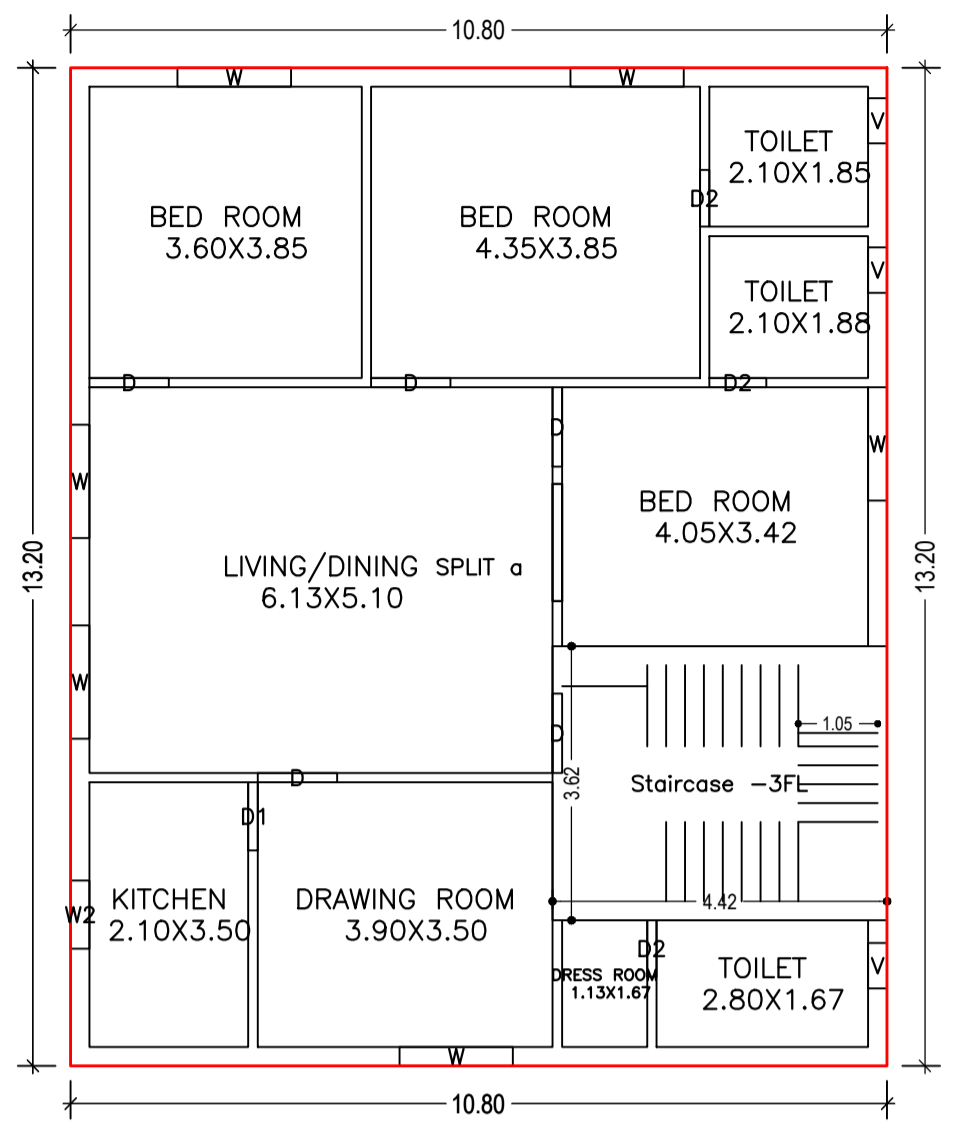 10.80
W
W
V
TOILET
2.10X1.85
D2
BED ROOM
3.60X3.85
BED ROOM
4.35X3.85
V
TOILET
2.10X1.88
D
D
D2
D
W
W
BED ROOM
4.05X3.42
13.20
13.20
LIVING/DINING SPLIT a
6.13X5.10
W
D
1.05
3.62
Staircase -3FL
D
D1
W2
KITCHEN
2.10X3.50
DRAWING ROOM
3.90X3.50
4.42
D2
DRESS ROOM
1.13X1.67
TOILET
2.80X1.67
V
W
10.80